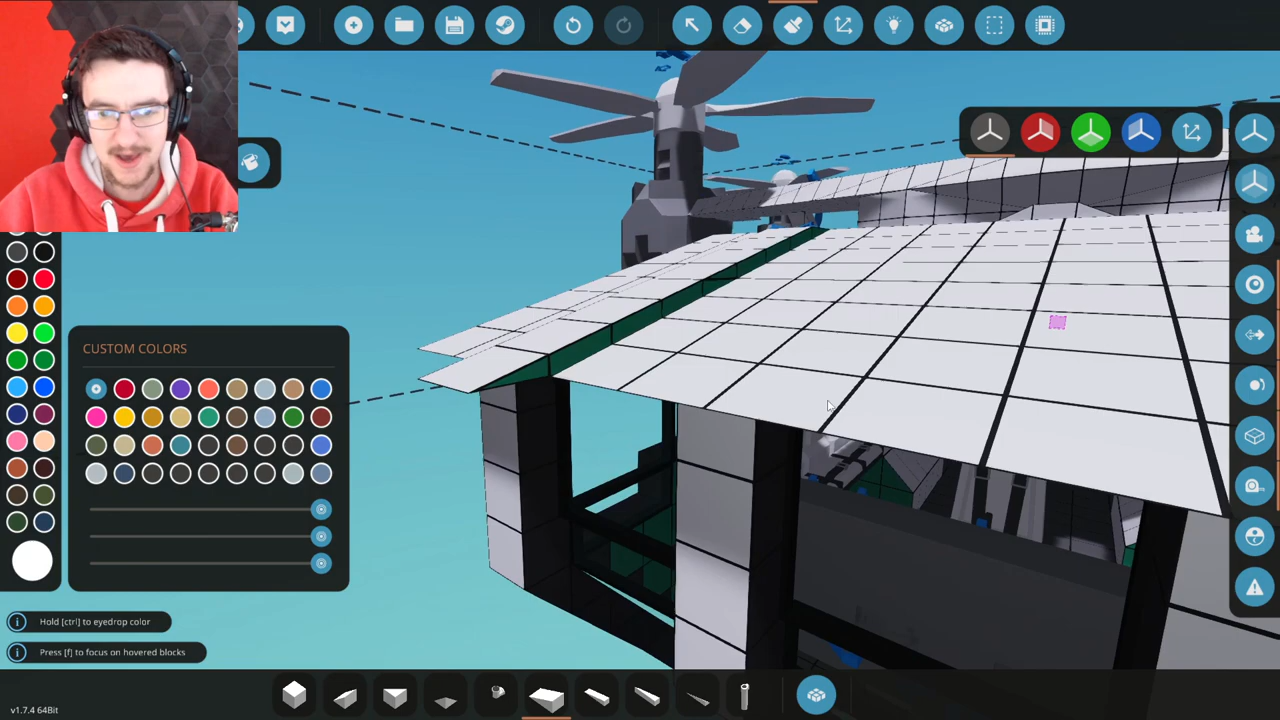 CUSTOM COLORS
Hold [ctrl] to eyedrop color
Press [f] to focus on hovered blocks
v1.7.4 64Bit